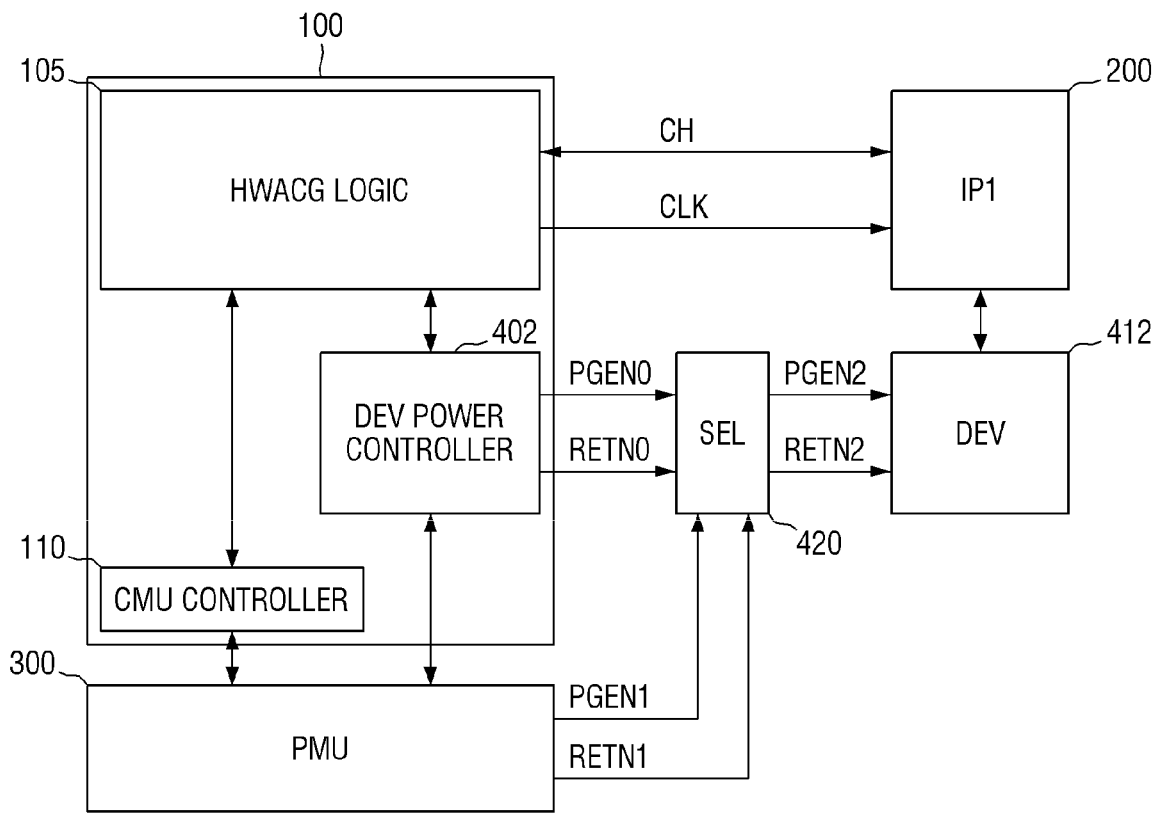 100
105
200
HWACG LOGIC
CH
CLK
IP1
402
412
DEV POWER
CONTROLLER
PGEN0
RETN0
SEL
PGEN2
RETN2
DEV
420
110
CMU CONTROLLER
300
PMU
PGEN1
RETN1